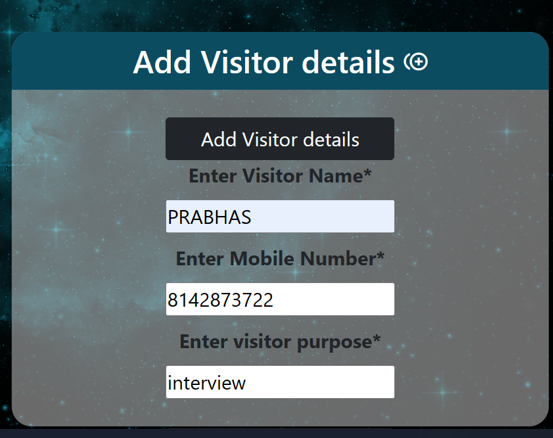 Add Visitor details
Add Visitor details
Enter Visitor Name*
PRABHAS
Enter Mobile Number*
8142873722
Enter visitor purpose*
interview